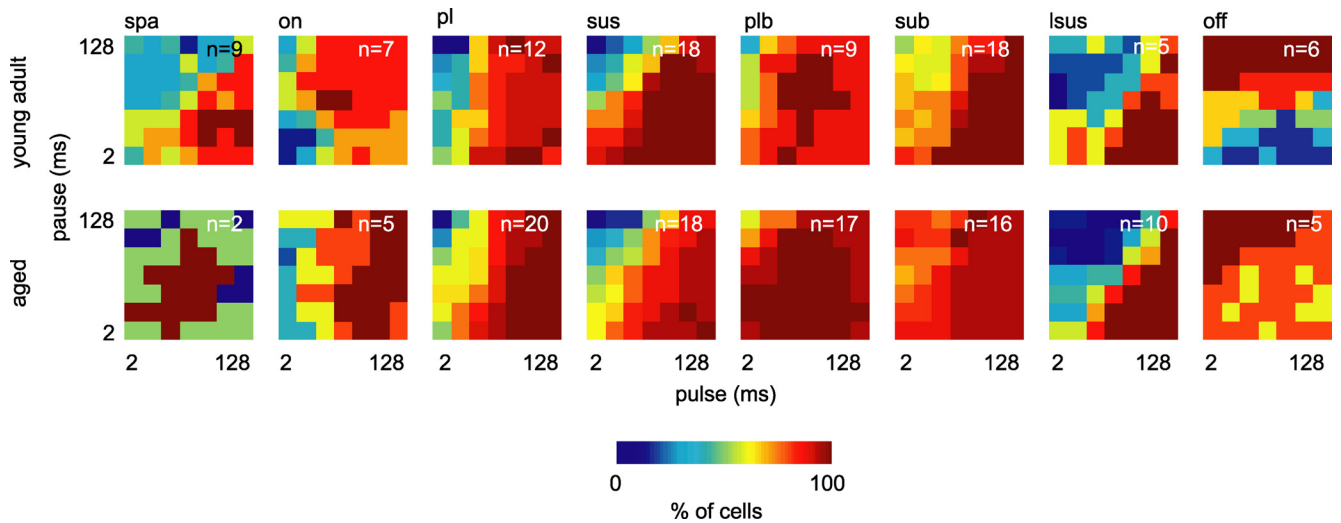 spa on pl sus plb sub lsus off
young adult
128 n=9 n=7 n=12 n=18 n=9 n=18 n=5 n=6
2
pause (ms)
aged
128 n=2 n=5 n=20 n=18 n=17 n=16 n=10 n=5
2
2 128 2 128 2 128 2 128 2 128 2 128 2 128 2 128
pulse (ms)
0 100
% of cells